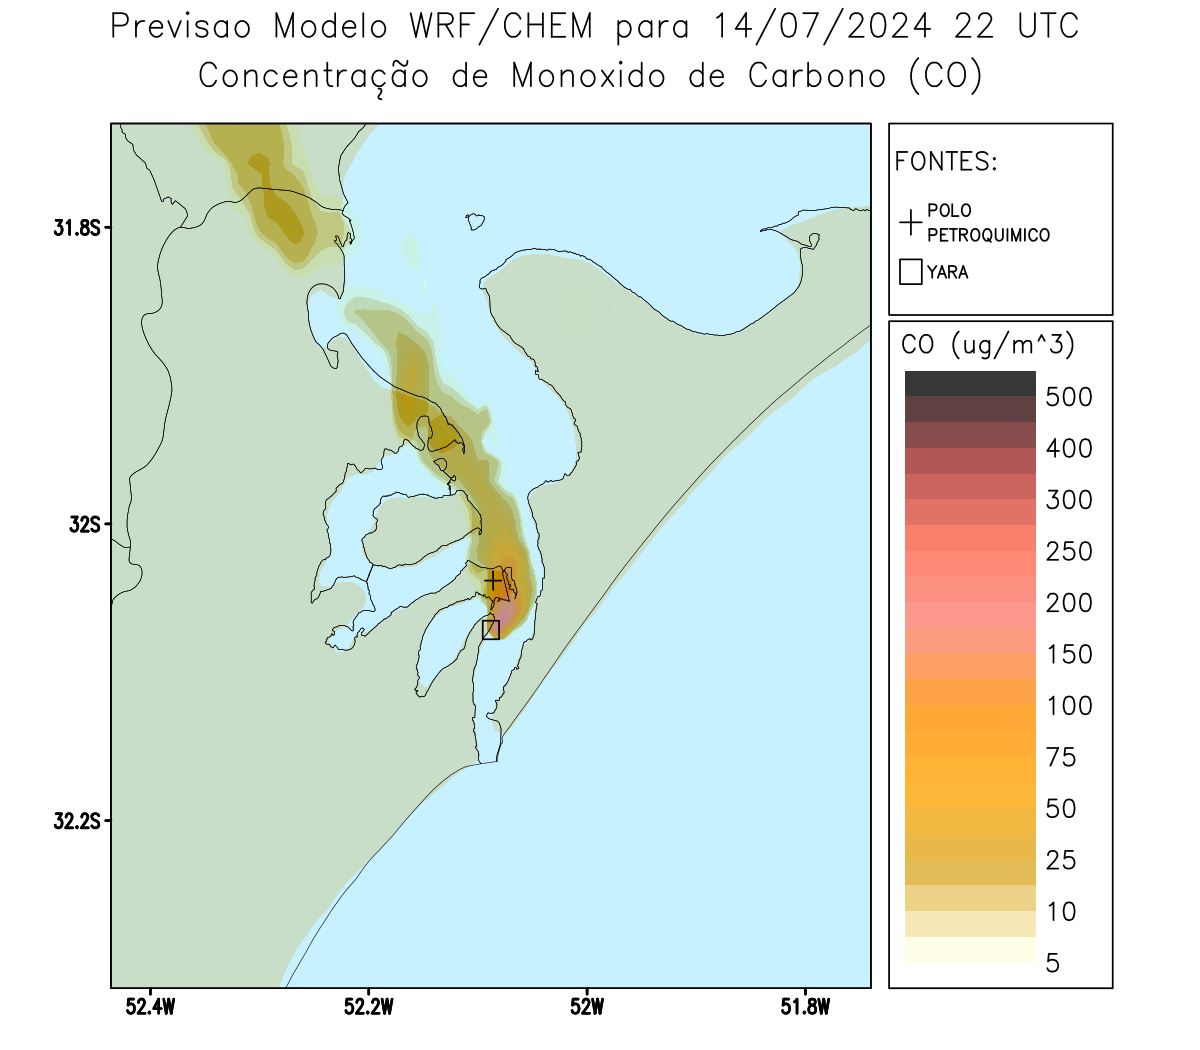 Previsao Modelo WRF/CHEM para 14/07/2024 22 UTC
Concentração de Monoxido de Carbono (CO)
FONTES:
POLO
PETROQUIMICO
YARA
CO (ug/m^3)
500
400
300
250
200
150
100
75
50
25
10
5
31.8S
32S
32.2S
52.4W
52.2W
52W
51.8W